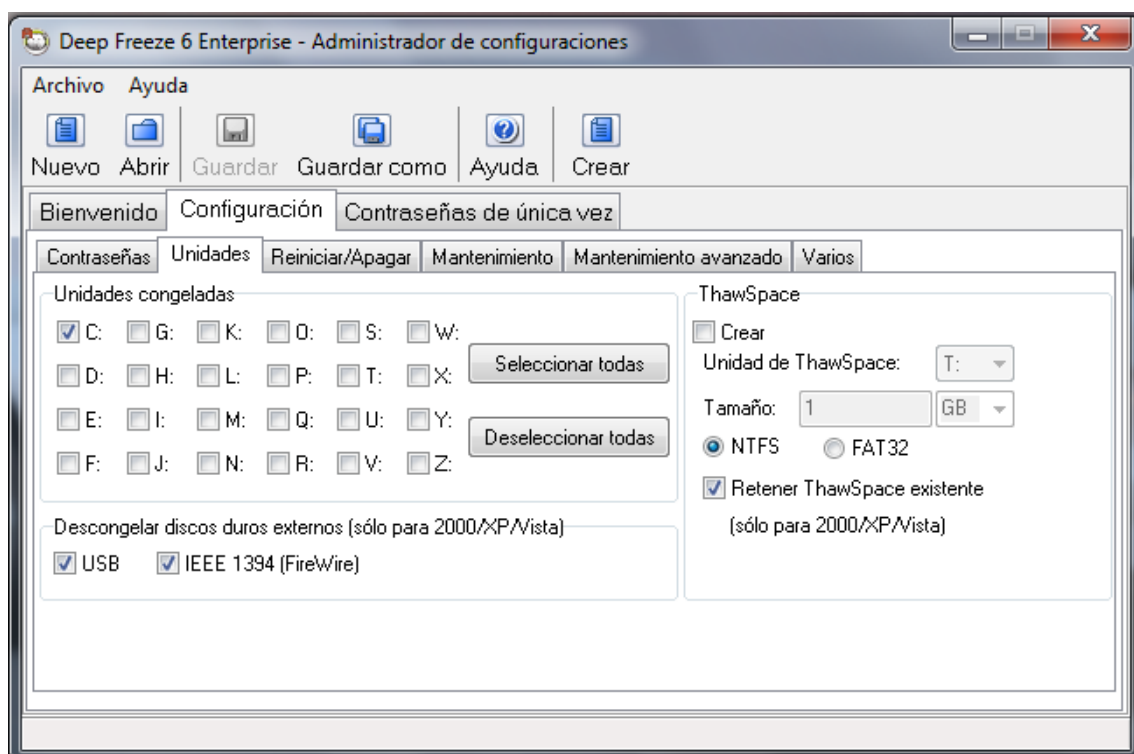 Deep Freeze 6 Enterprise - Administrador de configuraciones
Archivo Ayuda
Nuevo Abrir Guardar Guardar como Ayuda Crear
Bienvenido Configuración Contraseñas de única vez
Contraseñas Unidades Reiniciar/Apagar Mantenimiento Mantenimiento avanzado Varios
Unidades congeladas
C: G: K: O: S: W:
D: H: L: P: T: X:
E: I: M: Q: U: Y:
F: J: N: R: V: Z:
Seleccionar todas
Deseleccionar todas
Descongelar discos duros externos (sólo para 2000/XP/Vista)
USB IEEE 1394 (FireWire)
ThawSpace
Crear
Unidad de ThawSpace: T:
Tamaño: 1 GB
NTFS FAT32
Retener ThawSpace existente
(sólo para 2000/XP/Vista)